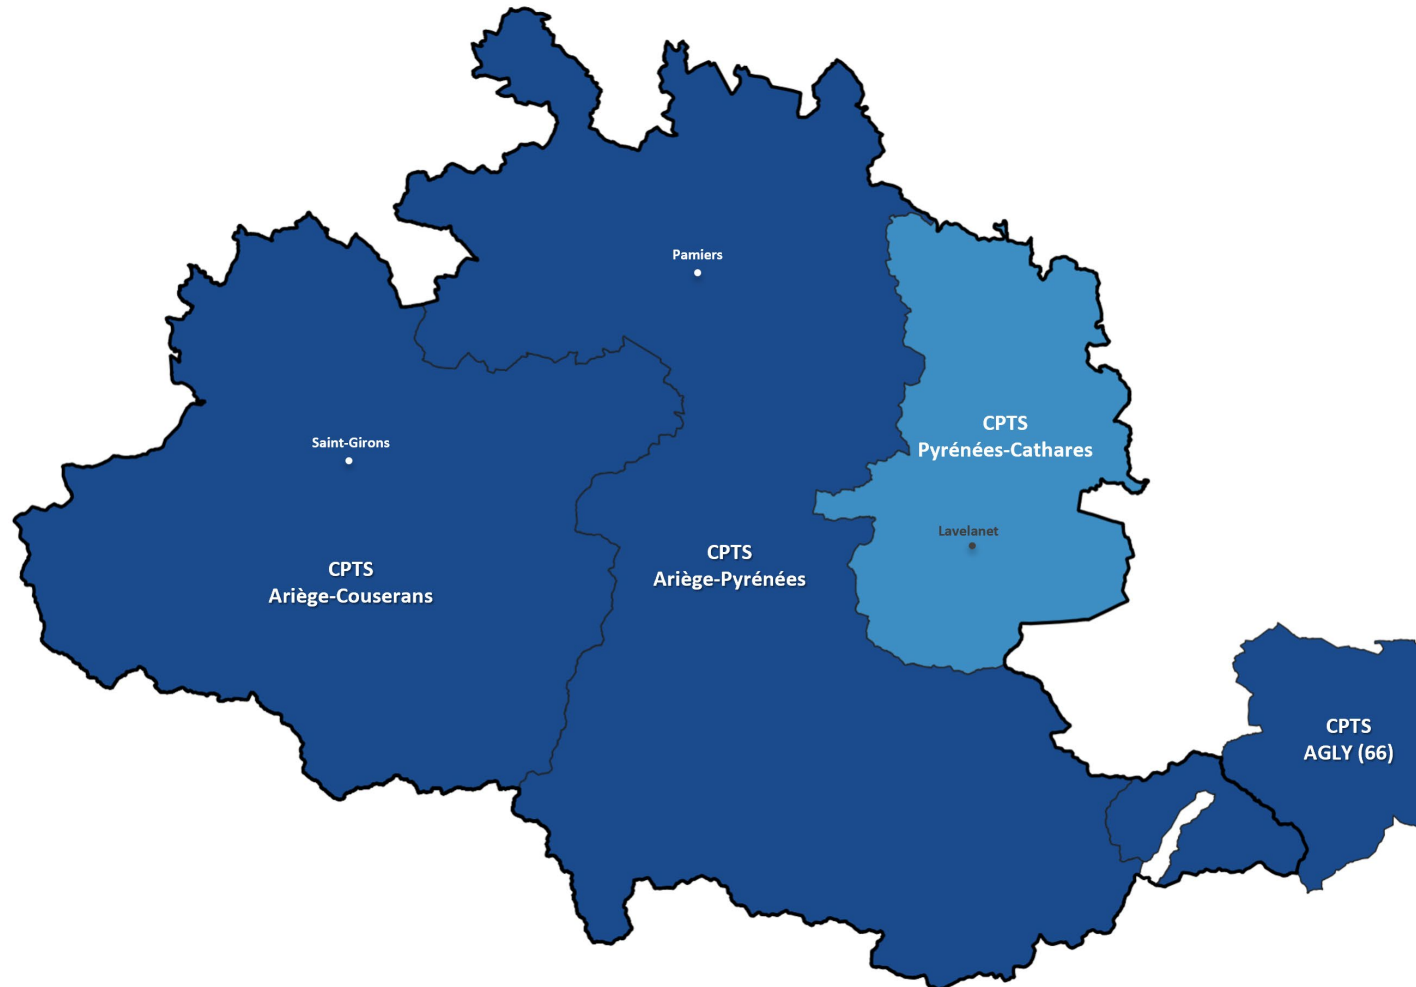 Pamiers
CPTS
Pyrénées-Cathares
Saint-Girons
Lavelanet
CPTS
Ariège-Pyrénées
CPTS
Ariège-Couserans
CPTS
AGLY (66)